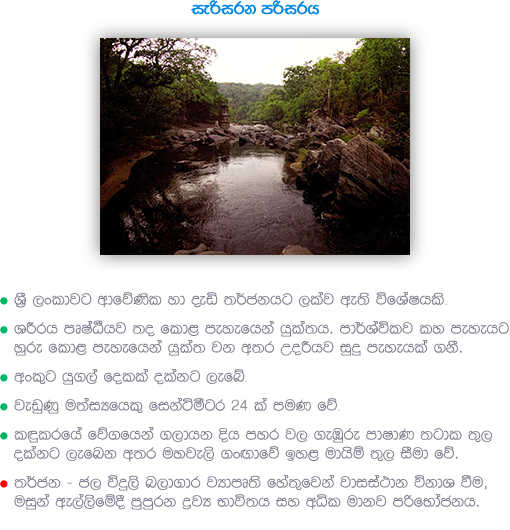 සැරිසරන පරිසරය
ශ්‍රී ලංකාවට ආවේණික හා දැඩි තර්ජනයට ලක්ව ඇති විශේෂයකි.
ශරීරය පෘෂ්ඨීයව තද කොළ පැහැයෙන් යුක්තය. පාර්ශ්වික‍ව කහ පැහැයට
හුරු කොළ පැහැයෙන් යුක්ත වන අතර උදරීයව සුදු පැහැයක් ගනී.
අංකුට යුගල් දෙකක් දක්නට ලැබේ.
වැඩුණු මත්ස්‍යයෙකු සෙන්ටිමීටර 24 ක් පමණ වේ.
කඳුකරයේ වේගයෙන් ගලායන දිය පහර වල ගැඹුරු පාෂාණ තටාක තුල
දක්නට ලැබෙන අතර මහවැලි ගංඟාවේ ඉහළ මායිම් තුල සීමා වේ.
තර්ජන - ජල විදුලි බලාගාර ව්‍යාපෘති හේතුවෙන් වාසස්ථාන විනාශ වීම,
මසුන් ඇල්ලිමේදී පුපුරන ද්‍රව්‍ය භාවිතය සහ අධික මානව පරිභෝජනය.